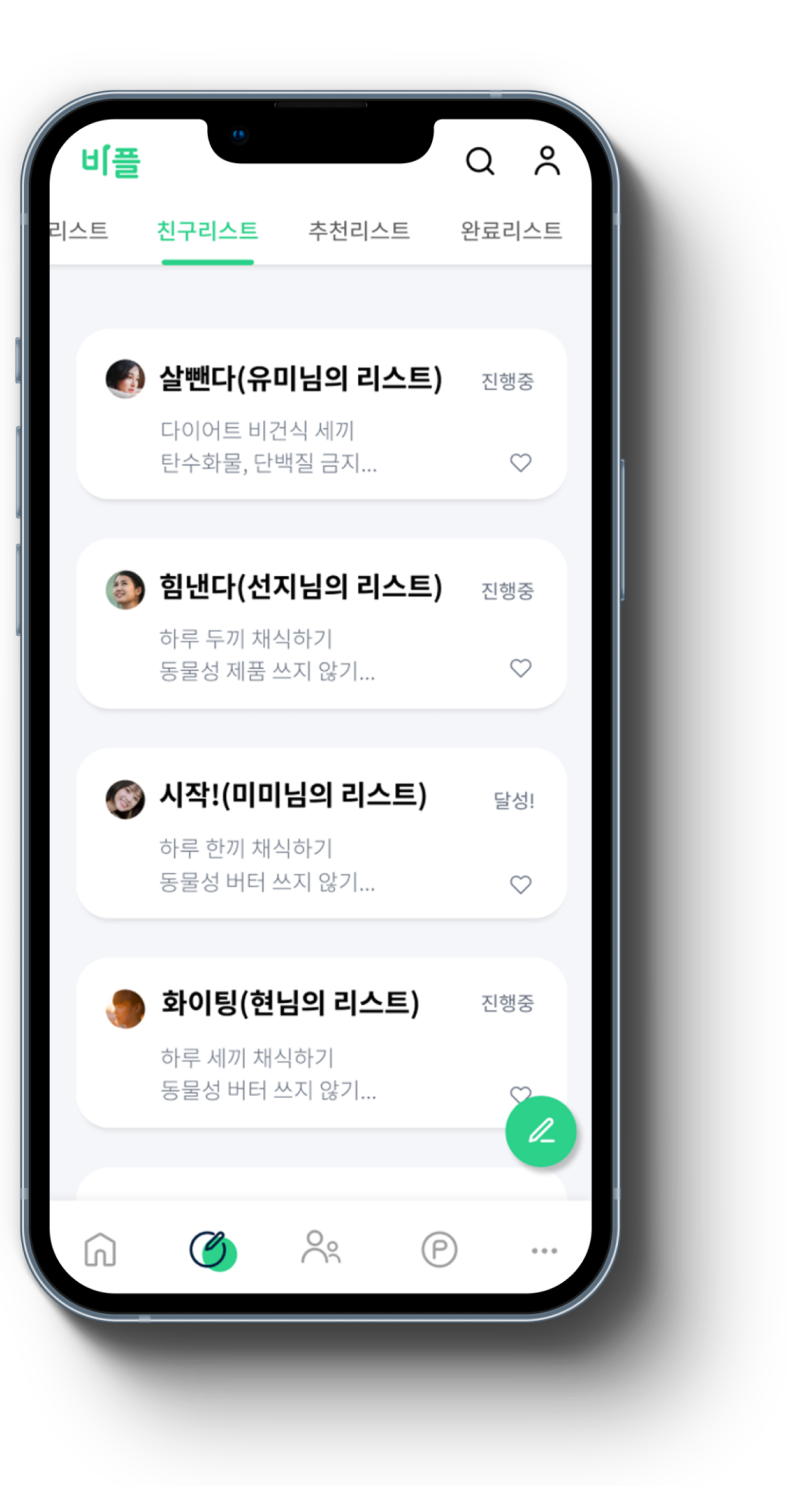 비플
리스트 친구리스트 추천리스트 완료리스트
살뺀다(유미님의 리스트) 진행중
다이어트 비건식 세끼
탄수화물, 단백질 금지...
힘낸다(선지님의 리스트) 진행중
하루 두끼 채식하기
동물성 제품 쓰지 않기...
시작!(미미님의 리스트) 달성!
하루 한끼 채식하기
동물성 버터 쓰지 않기...
화이팅(현님의 리스트) 진행중
하루 세끼 채식하기
동물성 버터 쓰지 않기...
P